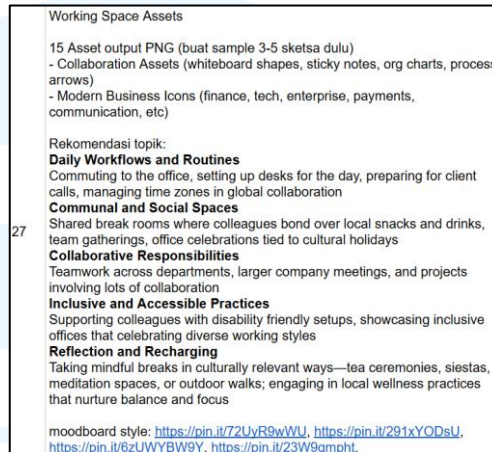 Working Space Assets
15 Asset output PNG (buat sample 3-5 sketsa dulu)
- Collaboration Assets (whiteboard shapes, sticky notes, org charts, process
arrows)
- Modern Business Icons (finance, tech, enterprise, payments,
communication, etc)
Rekomendasi topik:
Daily Workflows and Routines
Commuting to the office, setting up desks for the day, preparing for client
calls, managing time zones in global collaboration
Communal and Social Spaces
Shared break rooms where colleagues bond over local snacks and drinks,
team gatherings, office celebrations tied to cultural holidays
27
Collaborative Responsibilities
Teamwork across departments, larger company meetings, and projects
involving lots of collaboration
Inclusive and Accessible Practices
Supporting colleagues with disability friendly setups, showcasing inclusive
offices that celebrating diverse working styles
Reflection and Recharging
Taking mindful breaks in culturally relevant ways—tea ceremonies, siestas,
meditation spaces, or outdoor walks; engaging in local wellness practices
that nurture balance and focus
moodboard style: https://pin.it/72UyR9wWU, https://pin.it/291xYODsU,
https://pin.it/6zUWYBW9Y, https://pin.it/23W9qmpht,